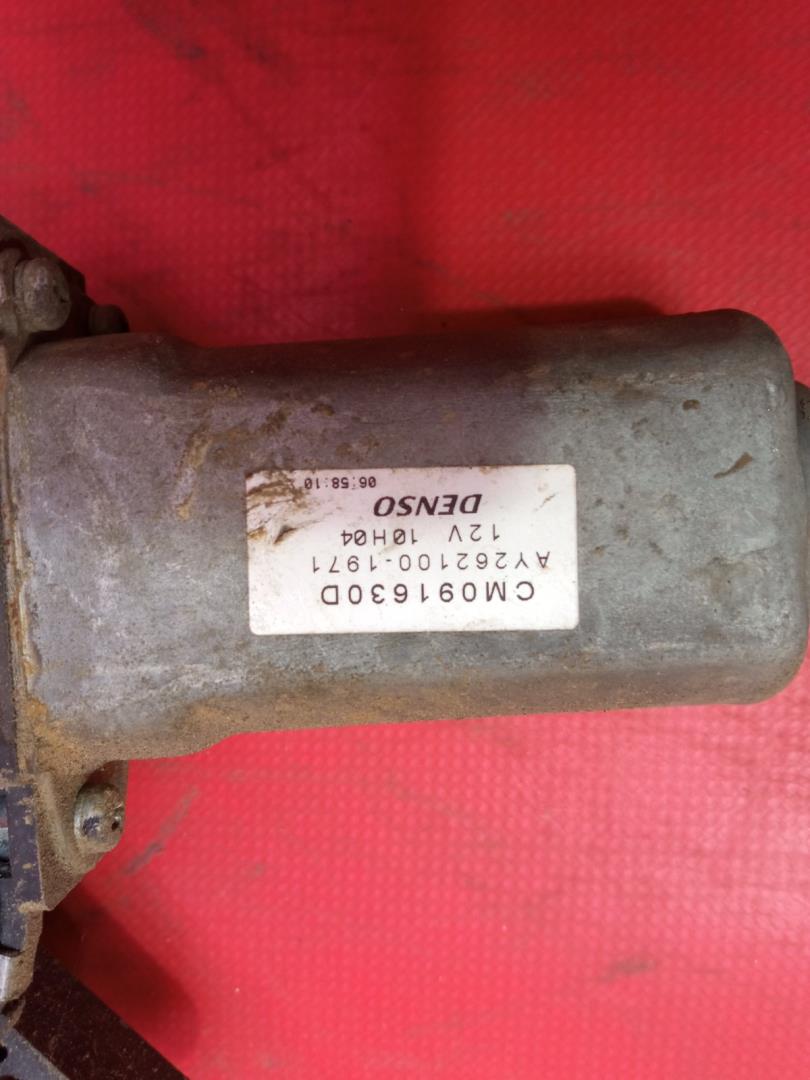 CM091630D
AY262100-1971
12V 10H04
DENSO
06:58:10